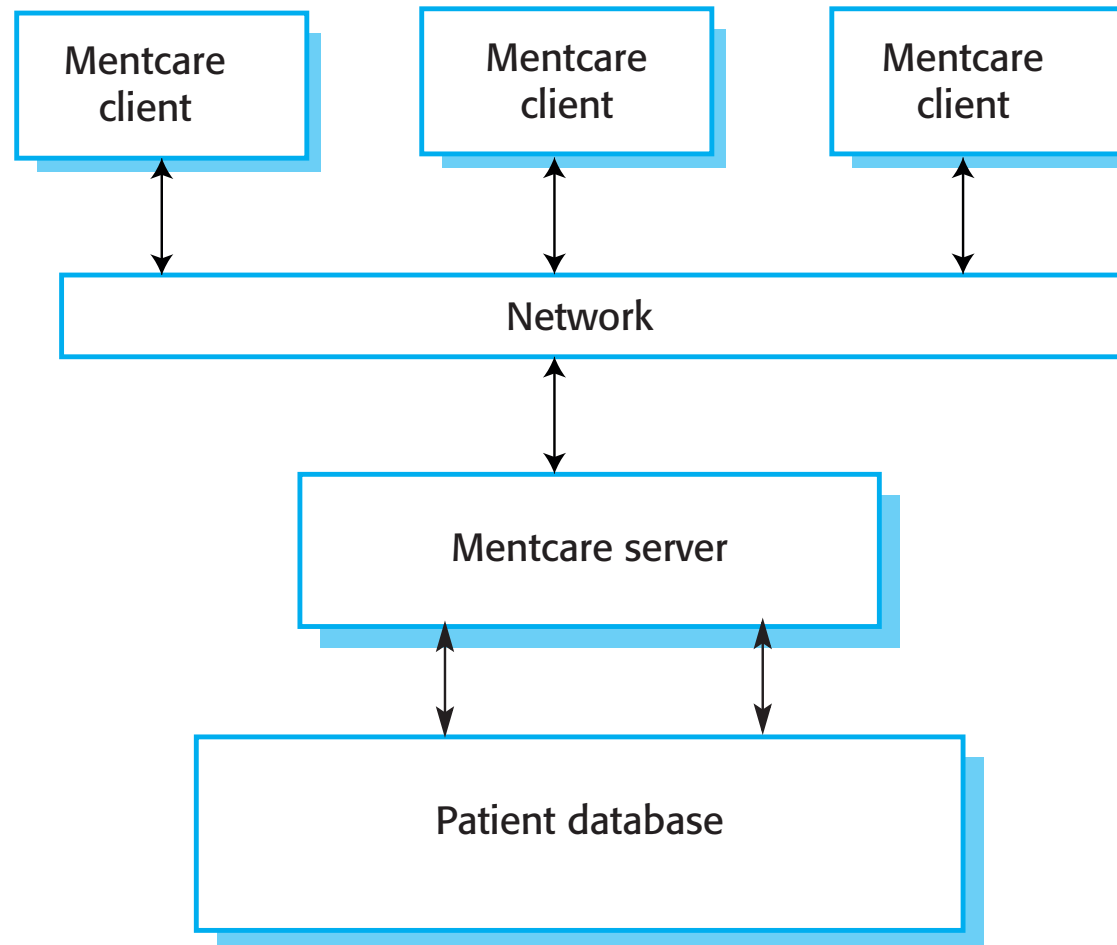 Mentcare
client
Mentcare
client
Mentcare
client
Network
Mentcare server
Patient database